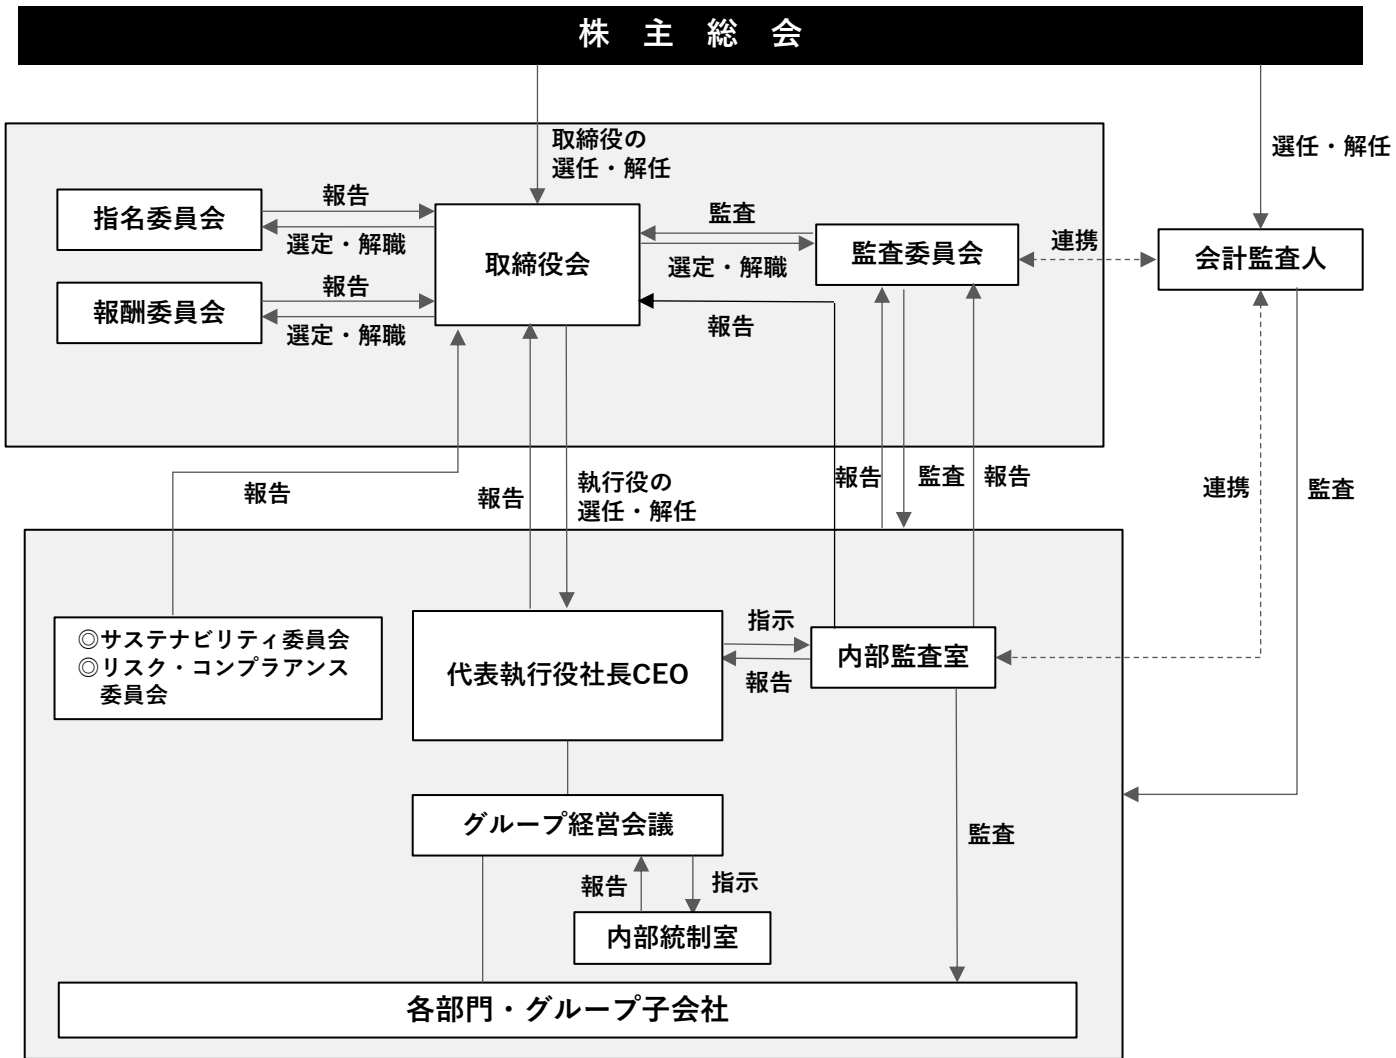 株主総会
取締役の
選任・解任
選任・解任
指名委員会
報告
選定・解職
取締役会
監査
選定・解職
監査委員会
連携
会計監査人
報酬委員会
報告
選定・解職
報告
報告
報告
執行役の
選任・解任
報告
監査
報告
連携
監査
◎サステナビリティ委員会
◎リスク・コンプラアンス
委員会
代表執行役社長CEO
指示
報告
内部監査室
グループ経営会議
監査
報告
指示
内部統制室
各部門・グループ子会社